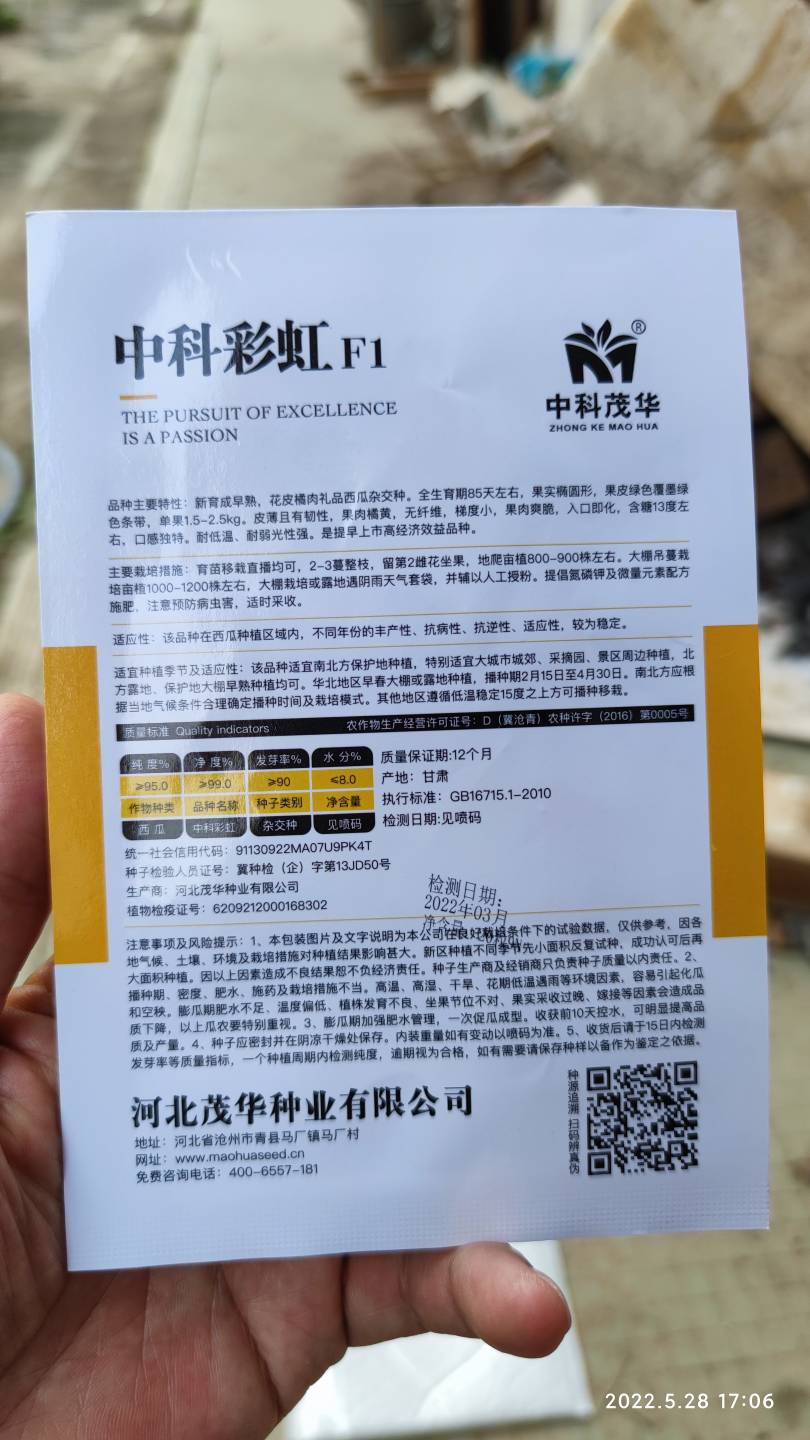 中科彩虹F1
THE PURSUIT OF EXCELLENCE
IS A PASSION
®
中科茂华
ZHONG KE MAO HUA
品种主要特性：新育成早熟，花皮橘肉礼品西瓜杂交种。全生育期85天左右，果实椭圆形，果皮绿色覆墨绿
色条带，单果1.5-2.5kg。皮薄且有韧性，果肉橘黄，无纤维，梯度小，果肉爽脆，入口即化，含糖13度左
右，口感独特。耐低温、耐弱光性强。是提早上市高经济效益品种。
主要栽培措施：育苗移栽直播均可，2-3蔓整枝，留第2雌花坐果，地爬亩植800-900株左右。大棚吊蔓栽
培亩植1000-1200株左右，大棚栽培或露地遇阴雨天气套袋，并辅以人工授粉。提倡氮磷钾及微量元素配方
施肥，注意预防病虫害，适时采收。
适应性：该品种在西瓜种植区域内，不同年份的丰产性、抗病性、抗逆性、适应性，较为稳定。
适宜种植季节及适应性：该品种适宜南北方保护地种植，特别适宜大城市城郊、采摘园、景区周边种植，北
方露地、保护地大棚早熟种植均可。华北地区早春大棚或露地种植，播种期2月15日至4月30日。南北方应根
据当地气候条件合理确定播种时间及栽培模式。其他地区遵循低温稳定15度之上方可播种移栽。
质量标准 Quality indicators 农作物生产经营许可证号：D（冀沧青）农种许字（2016）第0005号
纯 度% 净 度% 发芽率% 水 分%
≥95.0 ≥99.0 ≥90 ≤8.0
作物种类 品种名称 种子类别 净含量
西 瓜 中科彩虹 杂交种 见喷码
质量保证期:12个月
产地：甘肃
执行标准：GB16715.1-2010
检测日期:见喷码
统一社会信用代码：91130922MA07U9PK4T
种子检验人员证号：冀种检（企）字第13JD50号
生产商：河北茂华种业有限公司
植物检疫证号：6209212000168302
检测日期：
2022年03月
净含量：
注意事项及风险提示：1、本包装图片及文字说明为本公司在良好栽培条件下的试验数据，仅供参考，因各
地气候、土壤、环境及栽培措施对种植结果影响甚大。新区种植不同季节先小面积反复试种，成功认可后再
大面积种植。因以上因素造成不良结果恕不负经济责任。种子生产商及经销商只负责种子质量以内责任。2、
播种期、密度、肥水、施药及栽培措施不当。高温、高湿、干旱、花期低温遇雨等环境因素，容易引起化瓜
和空秧。膨瓜期肥水不足、温度偏低、植株发育不良、坐果节位不对、果实采收过晚、嫁接等因素会造成品
质下降，以上瓜农要特别重视。3、膨瓜期加强肥水管理，一次促瓜成型。收获前10天控水，可明显提高品
质及产量。4、种子应密封并在阴凉干燥处保存。内装重量如有变动以喷码为准。5、收货后请于15日内检测
发芽率等质量指标，一个种植周期内检测纯度，逾期视为合格，如有需要请保存种样以备作为鉴定之依据。
河北茂华种业有限公司
地址：河北省沧州市青县马厂镇马厂村
网址：www.maohuaseed.cn
免费咨询电话：400-6557-181
种源追溯 扫码辨真伪
2022.5.28 17:06